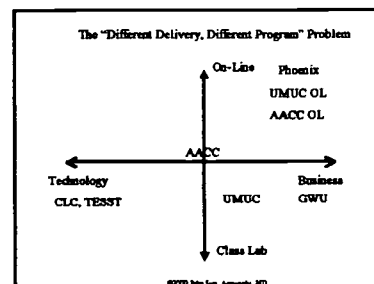 The "Different Delivery, Different Program" Problem
On-Line
Phoenix
UMUC OL
AACC OL
AACC
Technology
Business
CLC, TESST
UMUC
GWU
Class Lab